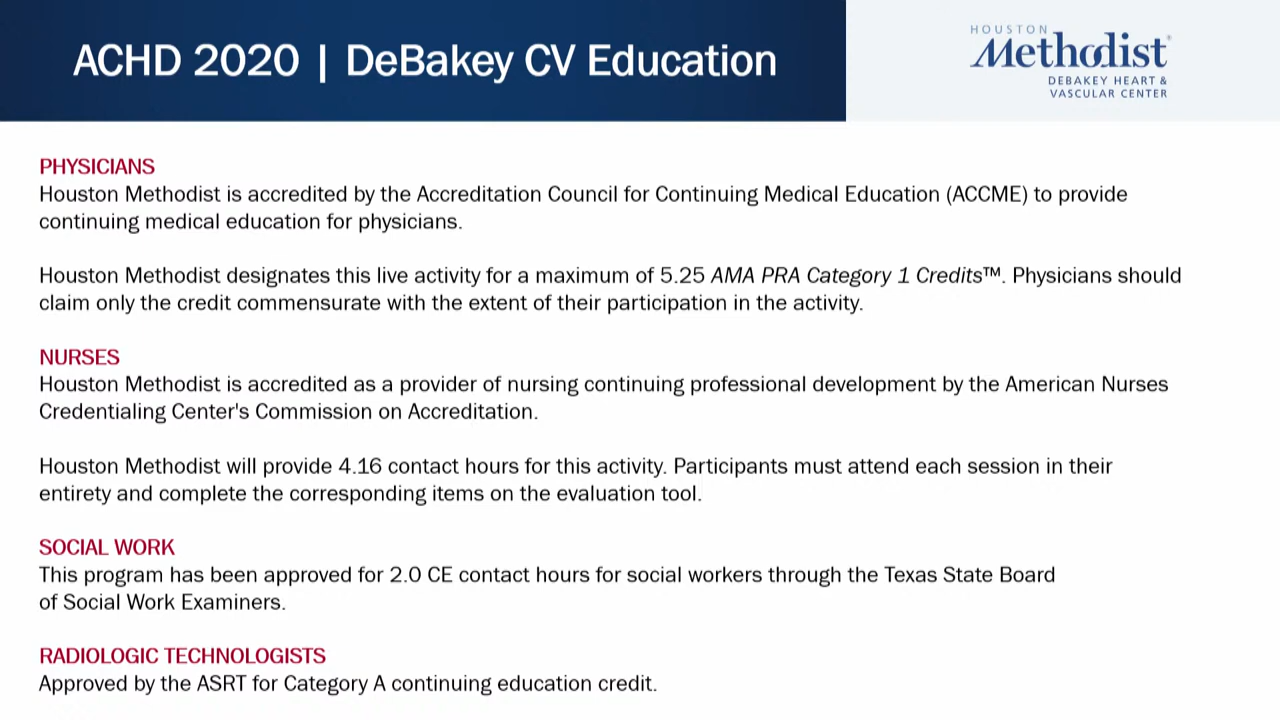 ACHD 2020 | DeBakey CV Education
HOUSTON
Methodist®
DEBAKEY HEART &
VASCULAR CENTER
PHYSICIANS
Houston Methodist is accredited by the Accreditation Council for Continuing Medical Education (ACCME) to provide
continuing medical education for physicians.
Houston Methodist designates this live activity for a maximum of 5.25 AMA PRA Category 1 Credits™. Physicians should
claim only the credit commensurate with the extent of their participation in the activity.
NURSES
Houston Methodist is accredited as a provider of nursing continuing professional development by the American Nurses
Credentialing Center's Commission on Accreditation.
Houston Methodist will provide 4.16 contact hours for this activity. Participants must attend each session in their
entirety and complete the corresponding items on the evaluation tool.
SOCIAL WORK
This program has been approved for 2.0 CE contact hours for social workers through the Texas State Board
of Social Work Examiners.
RADIOLOGIC TECHNOLOGISTS
Approved by the ASRT for Category A continuing education credit.